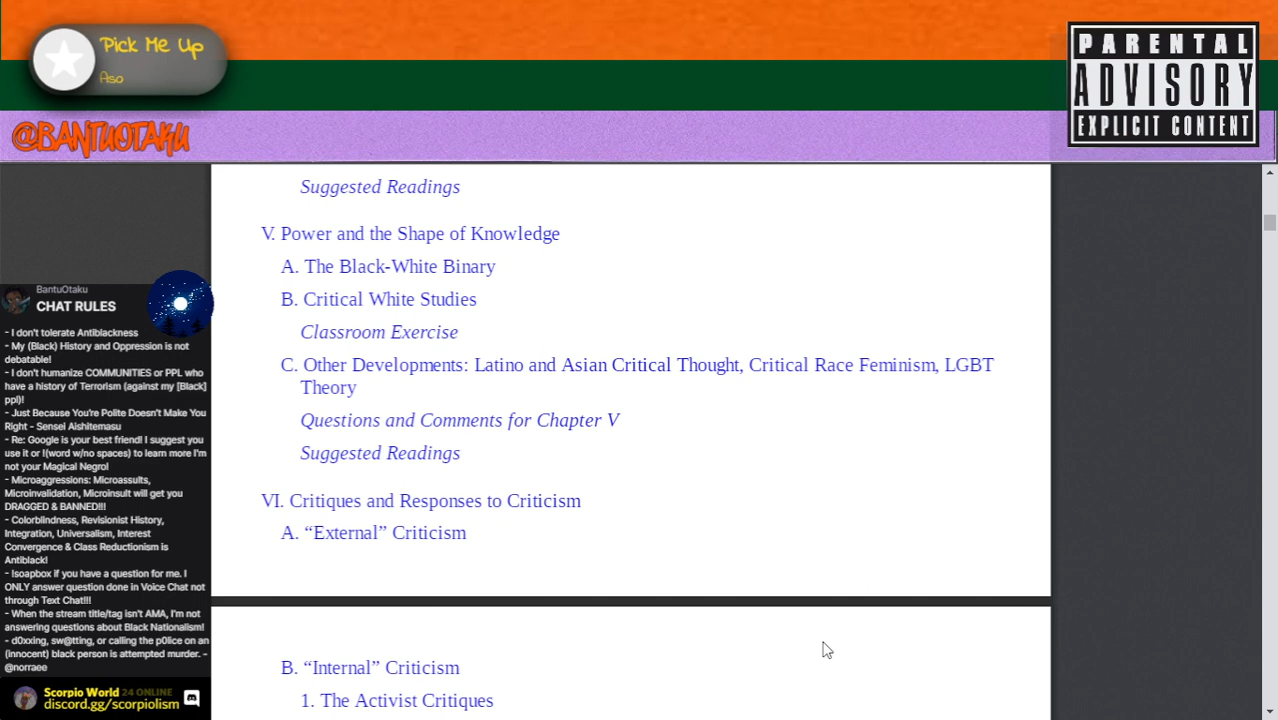 Pick Me Up
Aso
PARENTAL
ADVISORY
EXPLICIT CONTENT
@BANTUOTAKU
Suggested Readings
V. Power and the Shape of Knowledge
A. The Black-White Binary
B. Critical White Studies
Classroom Exercise
C. Other Developments: Latino and Asian Critical Thought, Critical Race Feminism, LGBT
Theory
Questions and Comments for Chapter V
Suggested Readings
VI. Critiques and Responses to Criticism
A. “External” Criticism
B. “Internal” Criticism
1. The Activist Critiques
BantuOtaku
CHAT RULES
- I don't tolerate Antiblackness
- My (Black) History and Oppression is not
debatable!
- I don't humanize COMMUNITIES or PPL who
have a history of Terrorism (against my [Black]
ppl)!
- Just Because You're Polite Doesn't Make You
Right - Sensei Aishitemasu
- Re: Google is your best friend! I suggest you
use it or !(word w/no spaces) to learn more I'm
not your Magical Negro!
- Microaggressions: Microassults,
Microinvalidation, Microinsult will get you
DRAGGED & BANNED!!!
- Colorblindness, Revisionist History,
Integration, Universalism, Interest
Convergence & Class Reductionism is
Antiblack!
- !soapbox if you have a question for me. I
ONLY answer question done in Voice Chat not
through Text Chat!!!
- When the stream title/tag isn't AMA, I'm not
answering questions about Black Nationalism!
- d0xxing, sw@tting, or calling the p0lice on an
(innocent) black person is attempted murder. -
@norraee
Scorpio World 24 ONLINE
discord.gg/scorpiolism